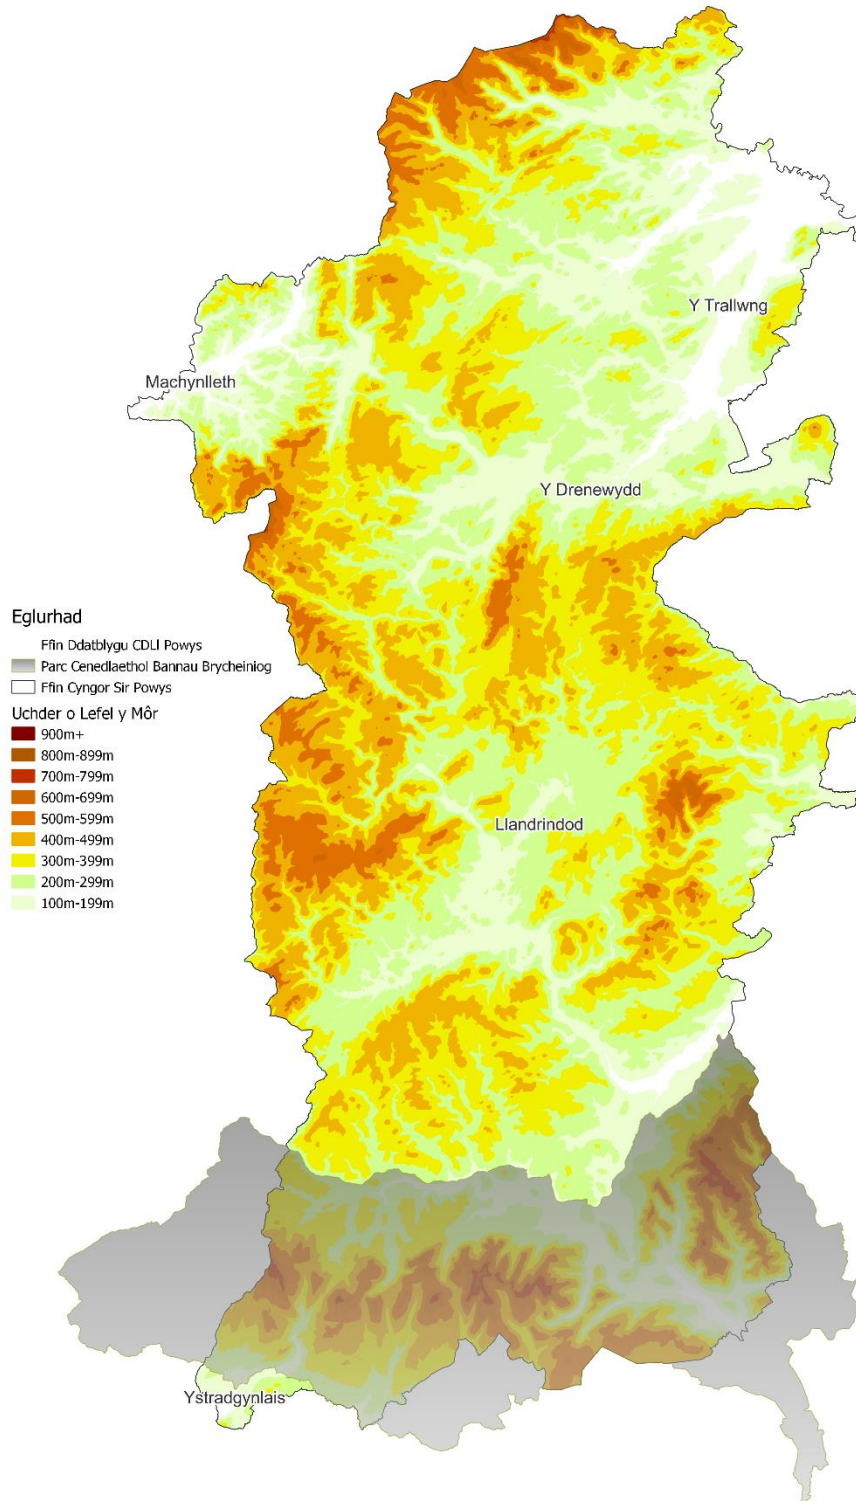 Y Trallwng
Machynlleth
Y Drenewydd
Eglurhad
Ffin Ddatblygu CDLl Powys
Parc Cenedlaethol Bannau Brycheiniog
Ffin Cyngor Sir Powys
Uchder o Lefel y Môr
900m+
800m-899m
700m-799m
600m-699m
500m-599m
400m-499m
300m-399m
200m-299m
100m-199m
Llandrindod
Ystradgynlais